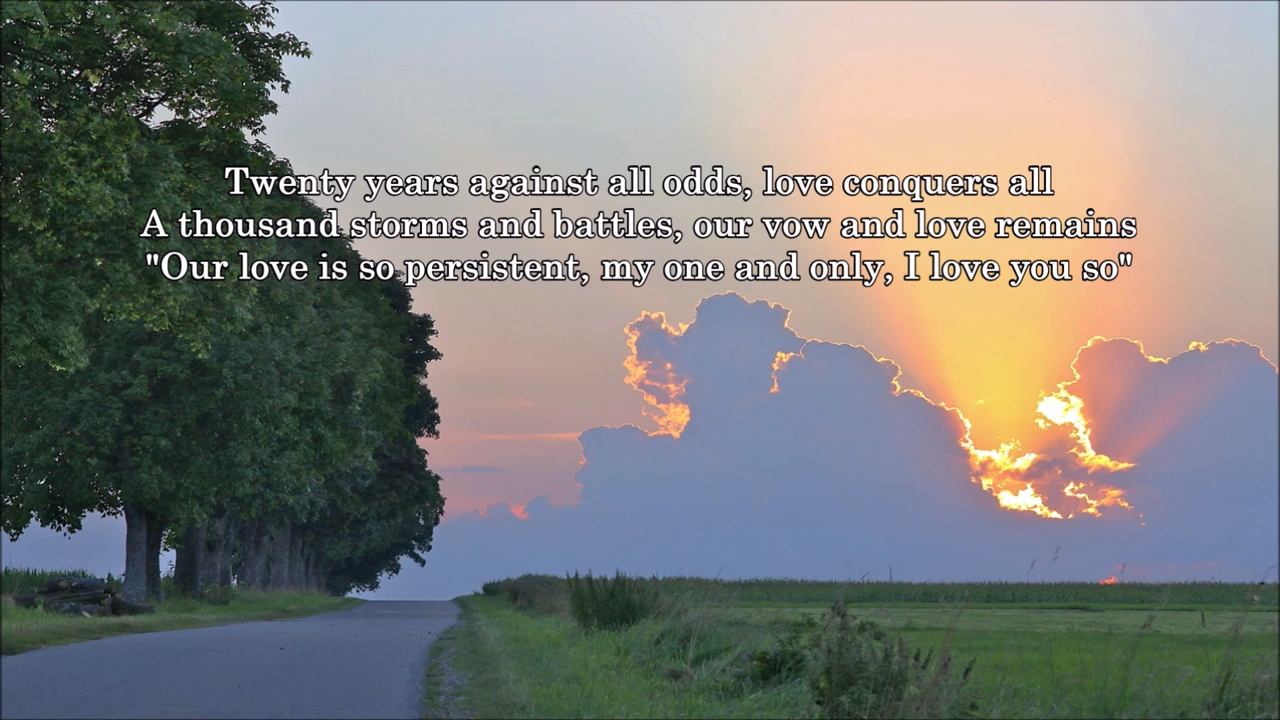 Twenty years against all odds, love conquers all
A thousand storms and battles, our vow and love remains
"Our love is so persistent, my one and only, I love you so"